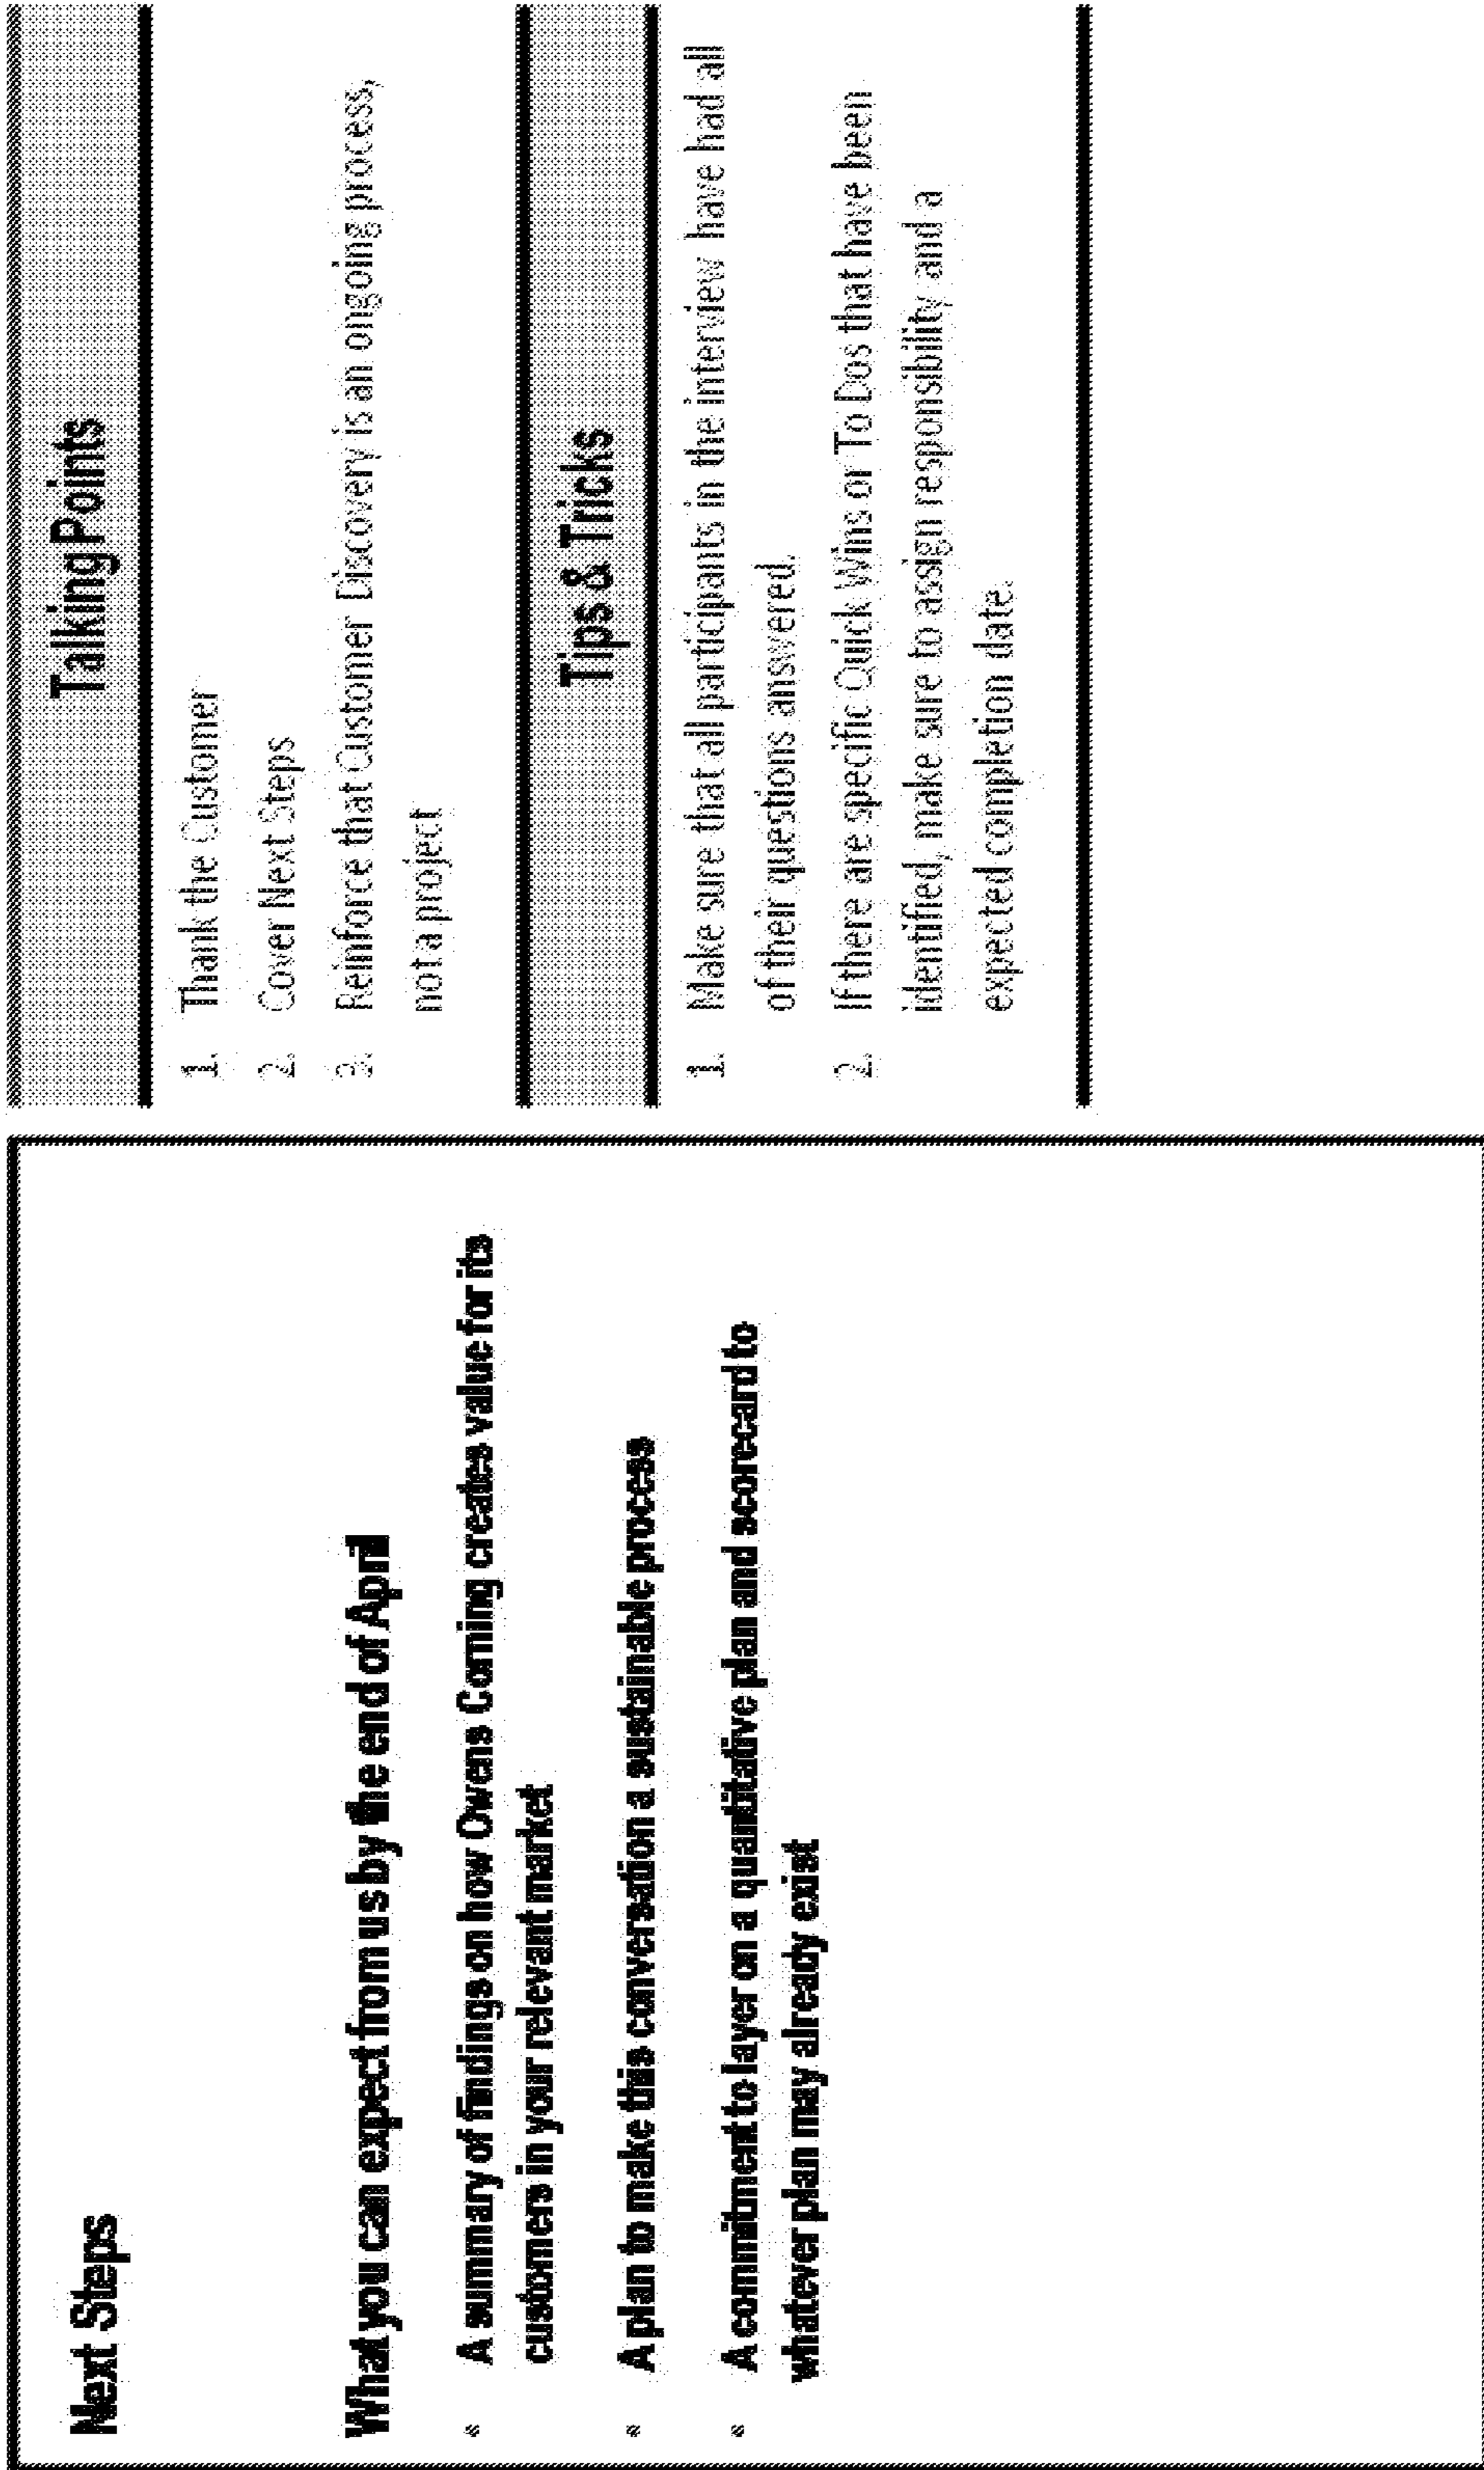 Next Steps
What you can expect from us by the end of April
• A summary of findings on how Owens Corning creates value for its
customers in your relevant market
• A plan to make this conversation a sustainable process
• A commitment to layer on a quantitative plan and scorecard to
whatever plan may already exist
Talking Points
1. Thank the Customer
2. Cover Next Steps
3. Reinforce that Customer Discovery is an ongoing process,
not a project
Tips & Tricks
1. Make sure that all participants in the interview have had all
of their questions answered.
2. If there are specific Quick Wins or To Dos that have been
identified, make sure to assign responsibility and a
expected completion date.